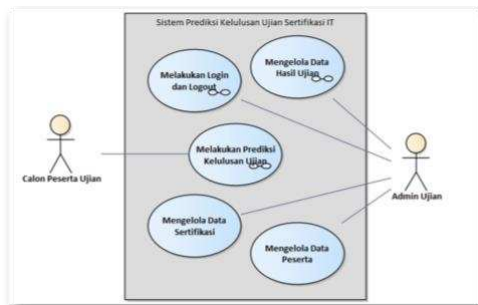 Sistem Prediksi Kelulusan Ujian Sertifikasi IT
Melakukan Login
dan Logout
Mengelola Data
Hasil Ujian
Melakukan Prediksi
Kelulusan Ujian
Calon Peserta Ujian
Admin Ujian
Mengelola Data
Sertifikasi
Mengelola Data
Peserta